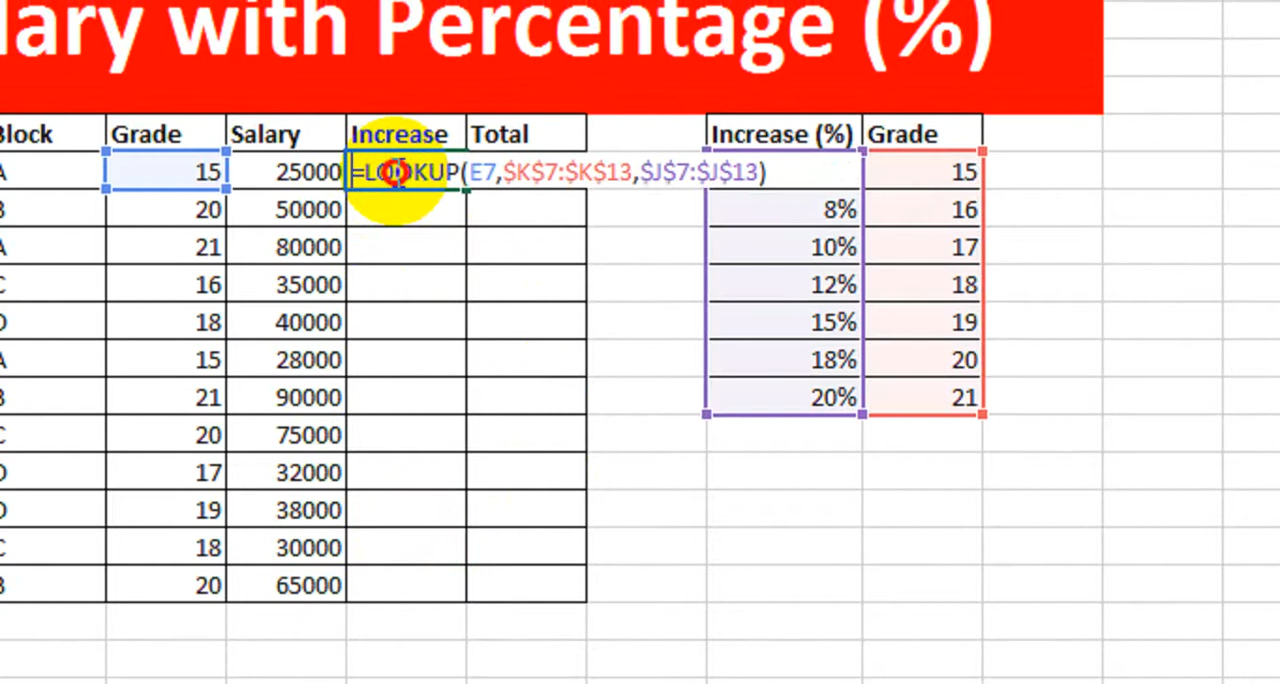 lary with Percentage (%)
Block Grade Salary Increase Total Increase (%) Grade
A 15 25000 =LOOKUP(E7,$K$7:$K$13,$J$7:$J$13) 15
B 20 50000 8% 16
A 21 80000 10% 17
C 16 35000 12% 18
D 18 40000 15% 19
A 15 28000 18% 20
B 21 90000 20% 21
C 20 75000
D 17 32000
D 19 38000
C 18 30000
B 20 65000